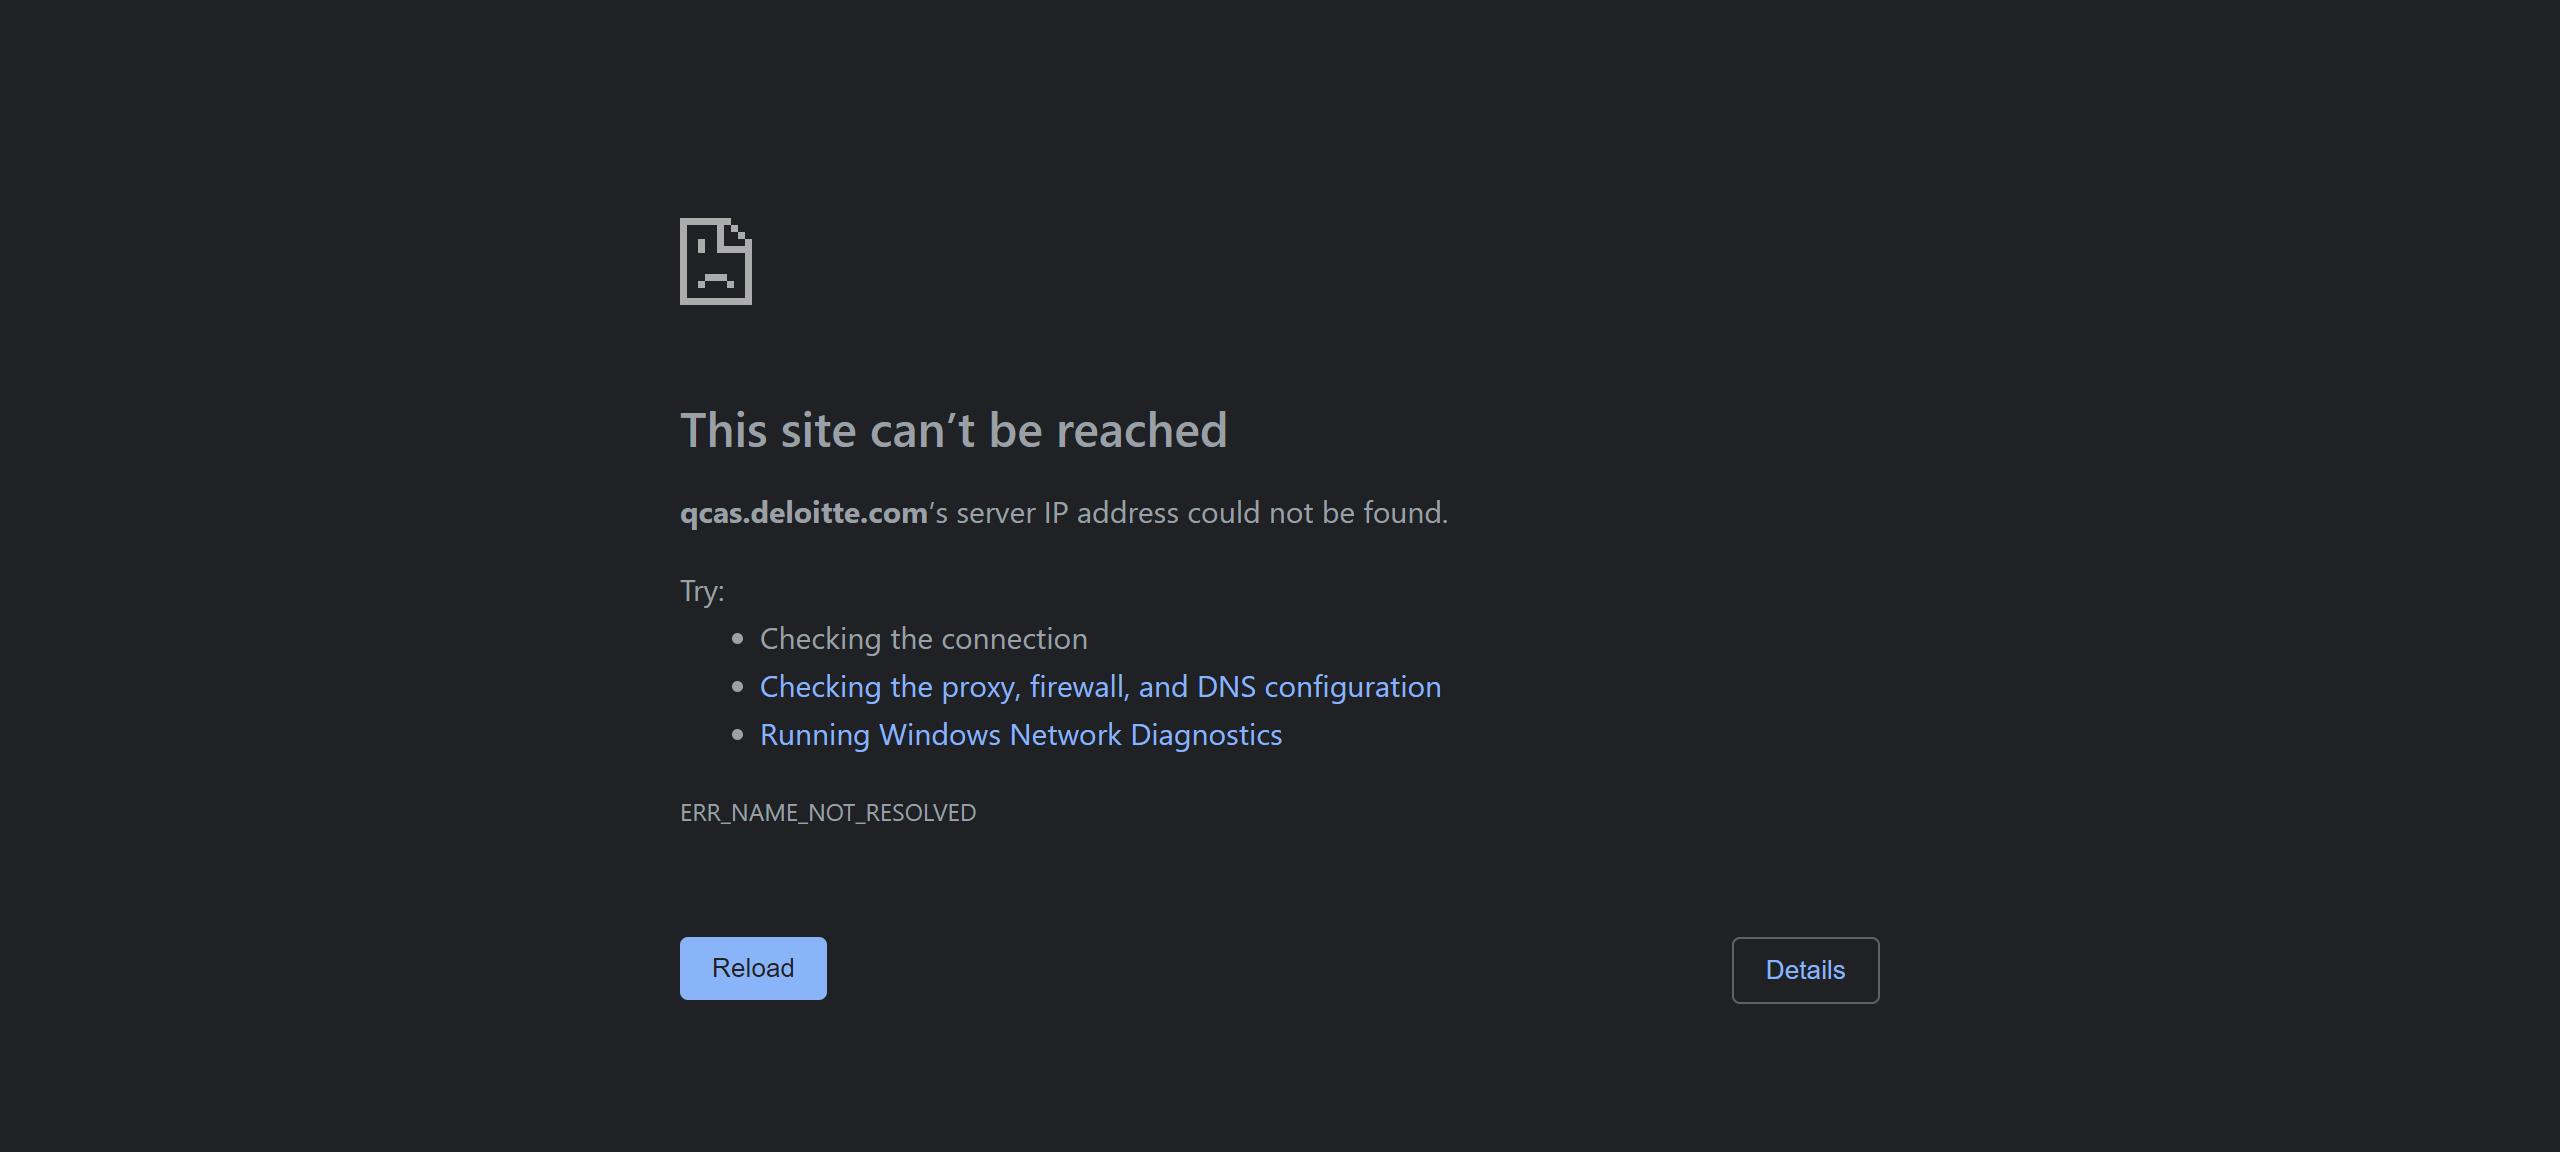 This site can’t be reached
qcas.deloitte.com’s server IP address could not be found.
Try:
Checking the connection
Checking the proxy, firewall, and DNS configuration
Running Windows Network Diagnostics
ERR_NAME_NOT_RESOLVED
Reload
Details